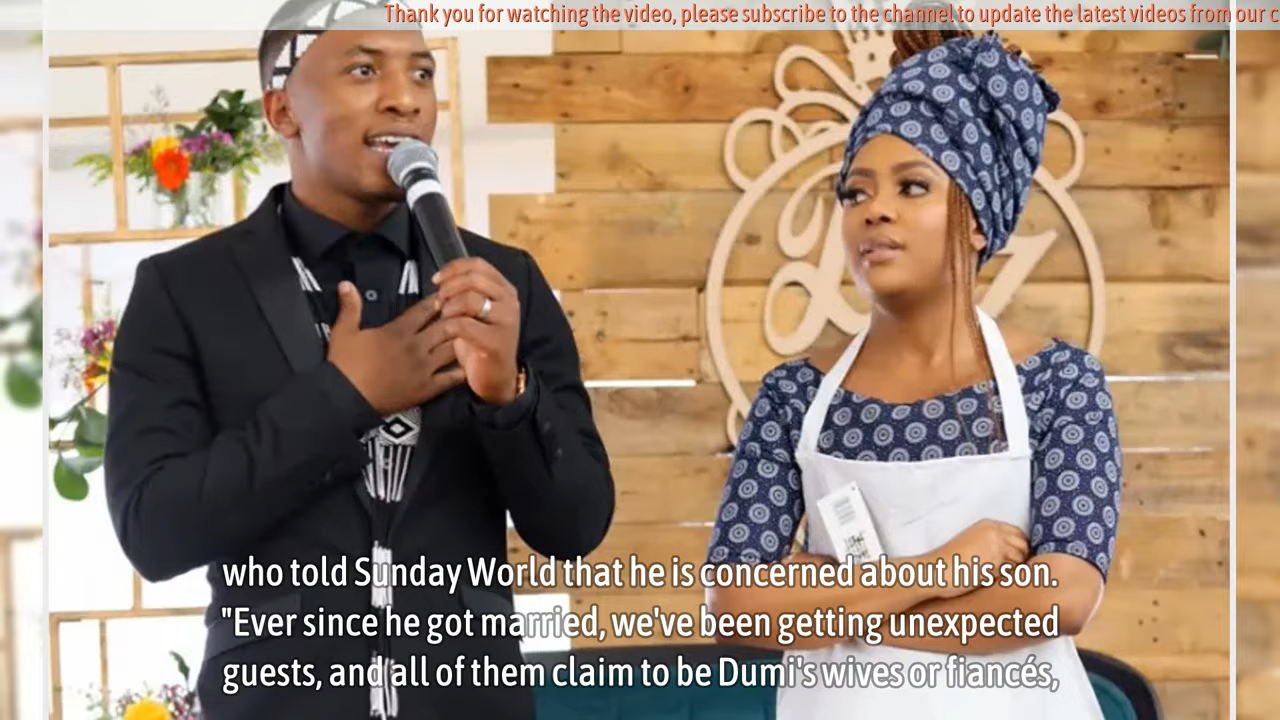 Thank you for watching the video, please subscribe to the channel to update the latest videos from our c
who told Sunday World that he is concerned about his son.
"Ever since he got married, we've been getting unexpected
guests, and all of them claim to be Dumi's wives or fiancés,